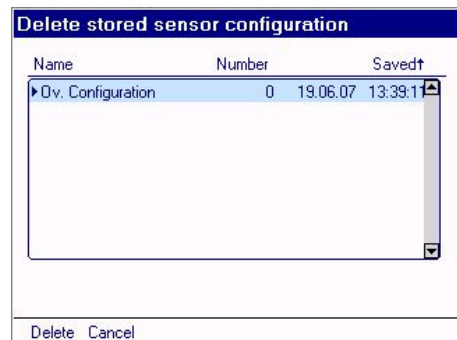 Delete stored sensor configuration
Name Number Saved↑
Ov. Configuration 0 19.06.07 13:39:11
Delete Cancel